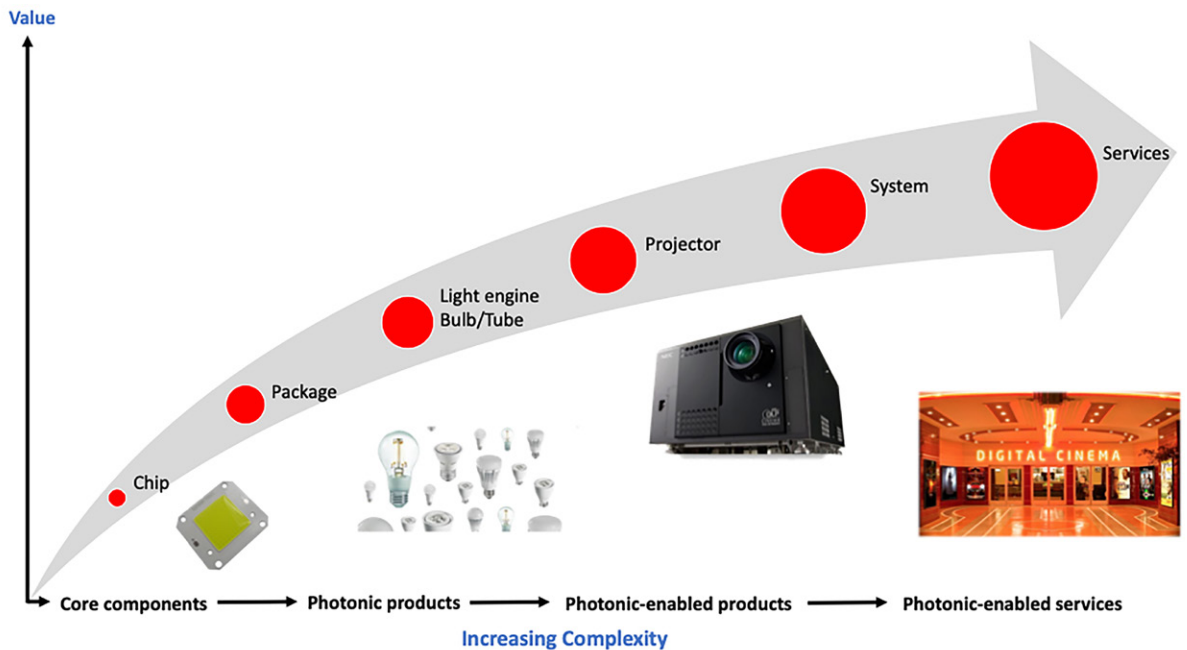 Value
Services
System
Projector
Light engine
Bulb/Tube
Package
Chip
DIGITAL CINEMA
Core components
Photonic products
Photonic-enabled products
Photonic-enabled services
Increasing Complexity